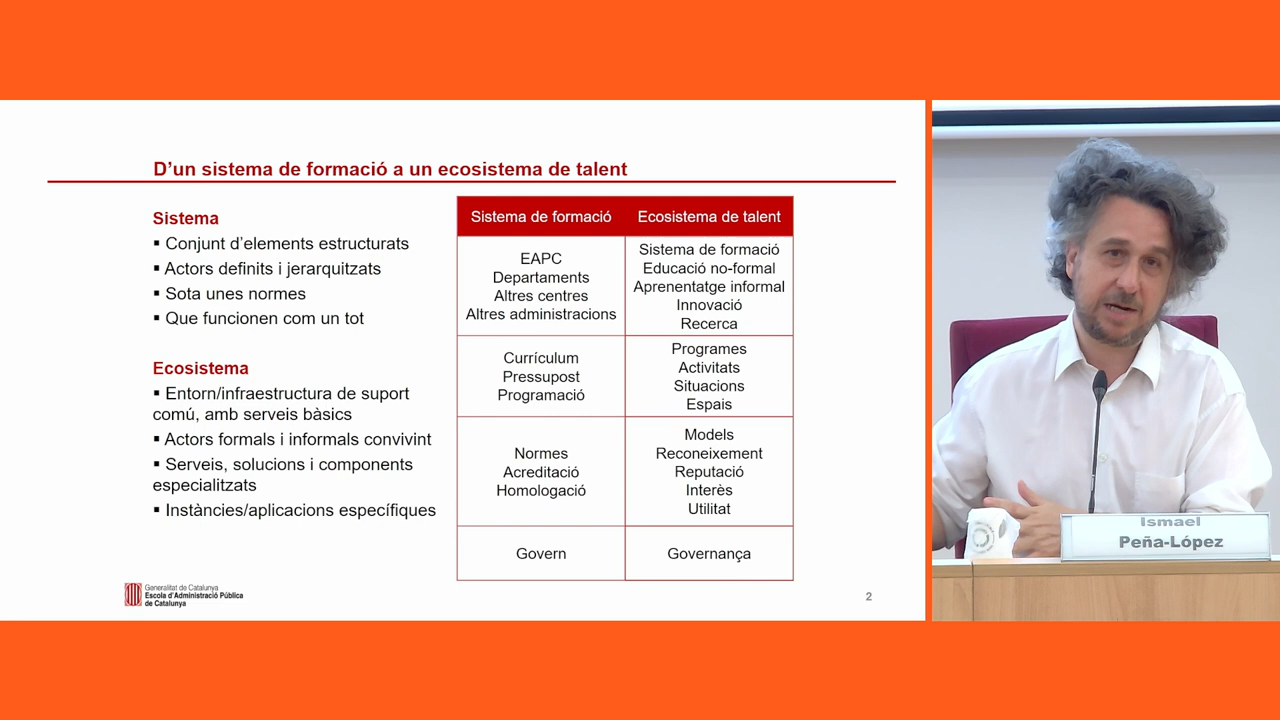 D’un sistema de formació a un ecosistema de talent
Sistema
▪ Conjunt d’elements estructurats
▪ Actors definits i jerarquitzats
▪ Sota unes normes
▪ Que funcionen com un tot
Ecosistema
▪ Entorn/infraestructura de suport
comú, amb serveis bàsics
▪ Actors formals i informals convivint
▪ Serveis, solucions i components
especialitzats
▪ Instàncies/aplicacions específiques
Sistema de formació
Ecosistema de talent
EAPC
Departaments
Altres centres
Altres administracions
Sistema de formació
Educació no-formal
Aprenentatge informal
Innovació
Recerca
Currículum
Pressupost
Programació
Programes
Activitats
Situacions
Espais
Normes
Acreditació
Homologació
Models
Reconeixement
Reputació
Interès
Utilitat
Govern
Governança
Generalitat de Catalunya
Escola d’Administració Pública
de Catalunya
2
Ismael
Peña-López